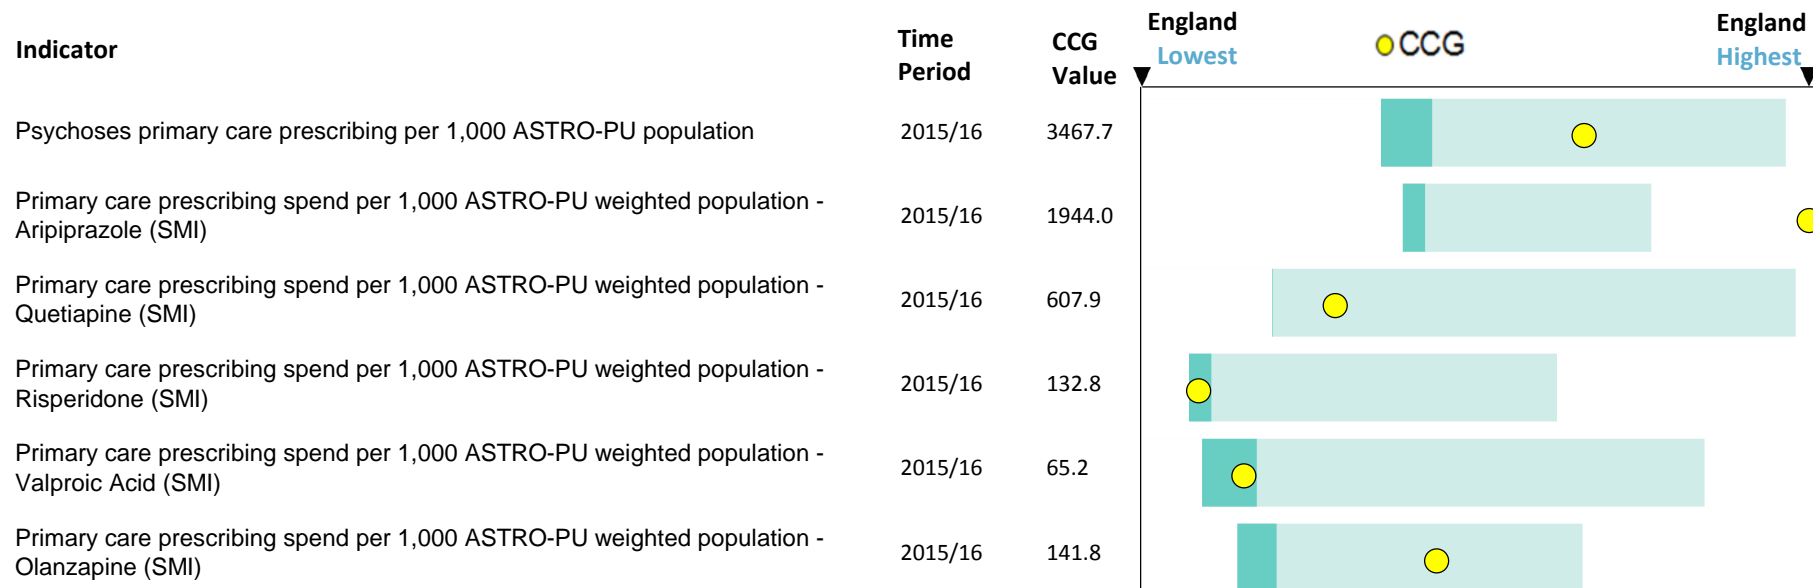 Indicator
Time
Period
CCG
Value
England
Lowest
CCG
England
Highest
Psychoses primary care prescribing per 1,000 ASTRO-PU population
2015/16
3467.7
Primary care prescribing spend per 1,000 ASTRO-PU weighted population -
Aripiprazole (SMI)
2015/16
1944.0
Primary care prescribing spend per 1,000 ASTRO-PU weighted population -
Quetiapine (SMI)
2015/16
607.9
Primary care prescribing spend per 1,000 ASTRO-PU weighted population -
Risperidone (SMI)
2015/16
132.8
Primary care prescribing spend per 1,000 ASTRO-PU weighted population -
Valproic Acid (SMI)
2015/16
65.2
Primary care prescribing spend per 1,000 ASTRO-PU weighted population -
Olanzapine (SMI)
2015/16
141.8